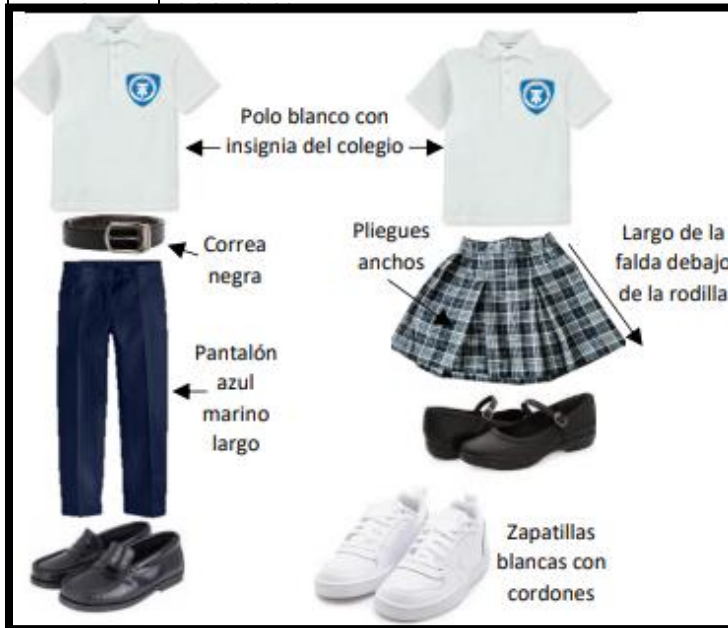 Polo blanco con
insignia del colegio
Correa
negra
Pliegues
anchos
Largo de la
falda debajo
de la rodilla
Pantalón
azul
marino
largo
Zapatillas
blancas con
cordones